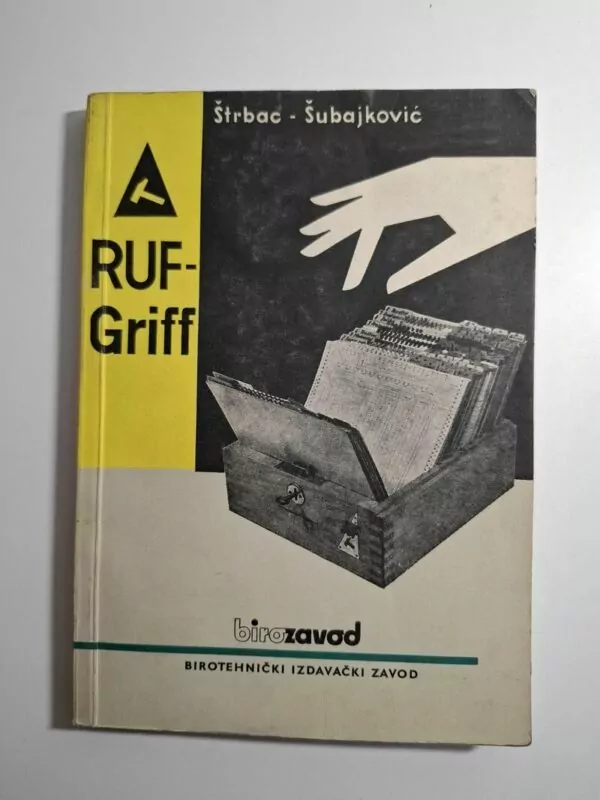 Štrbac - Šubajković
RUF-
Griff
birozavod
BIROTEHNIČKI IZDAVAČKI ZAVOD